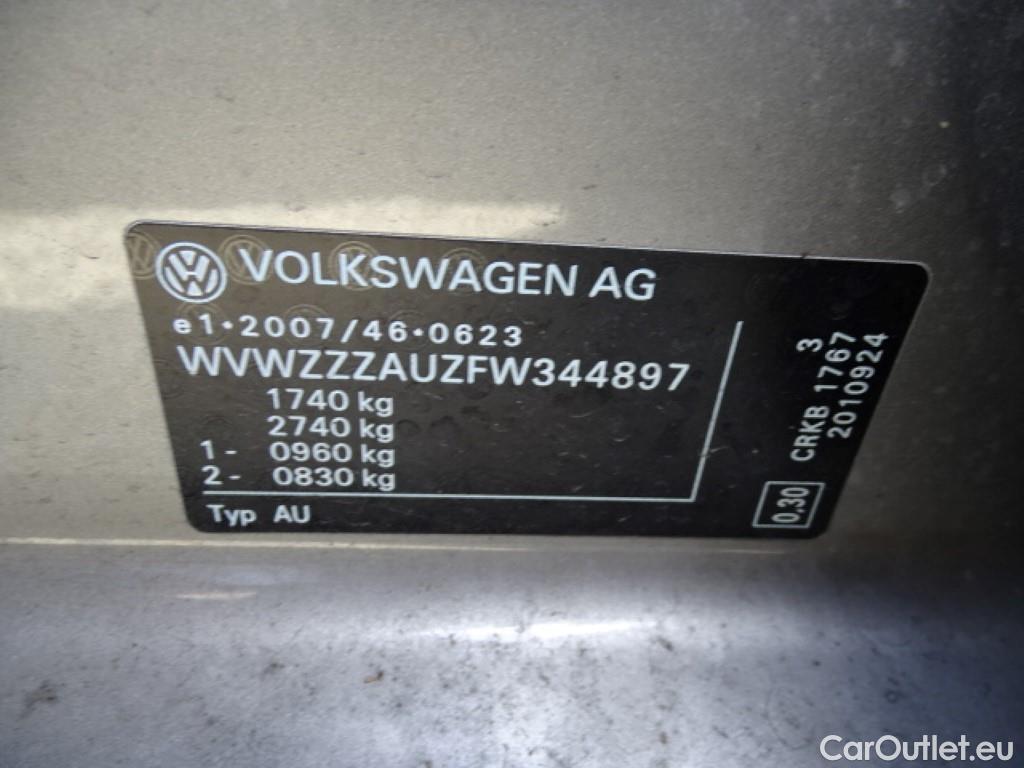 VOLKSWAGEN AG
e1*2007/46*0623
WVWZZZAUZFW344897
1740 kg
2740 kg
1- 0960 kg
2- 0830 kg
Typ AU
3
CRKB 1767
2010924
0,30
CarOutlet.eu